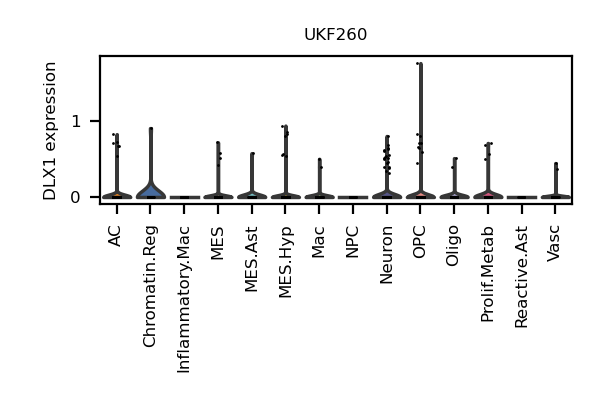 UKF260
DLX1 expression
1
0
AC
Chromatin.Reg
Inflammatory.Mac
MES
MES.Ast
MES.Hyp
Mac
NPC
Neuron
OPC
Oligo
Prolif.Metab
Reactive.Ast
Vasc